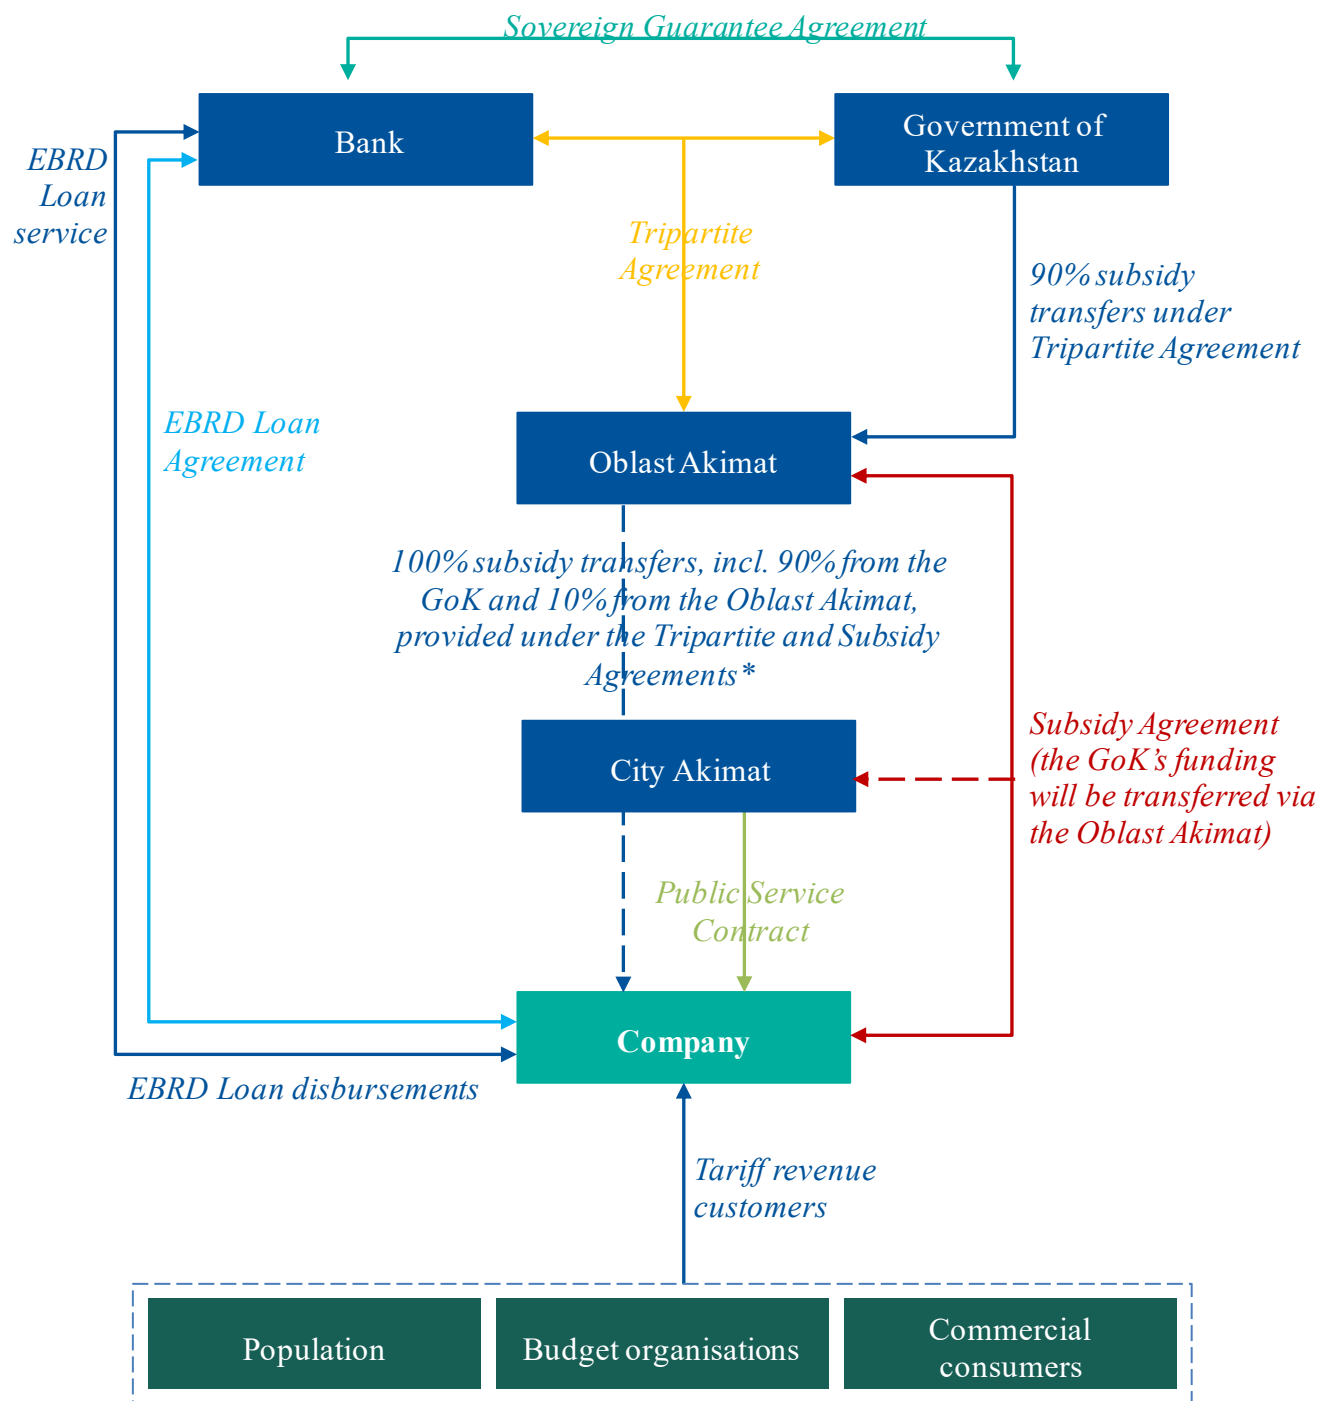 Sovereign Guarantee Agreement
Bank
Government of
Kazakhstan
EBRD
Loan
service
Tripartite
Agreement
90% subsidy
transfers under
Tripartite Agreement
EBRD Loan
Agreement
Oblast Akimat
100% subsidy transfers, incl. 90% from the
GoK and 10% from the Oblast Akimat,
provided under the Tripartite and Subsidy
Agreements*
City Akimat
Subsidy Agreement
(the GoK’s funding
will be transferred via
the Oblast Akimat)
Public Service
Contract
Company
EBRD Loan disbursements
Tariff revenue
customers
Population
Budget organisations
Commercial
consumers